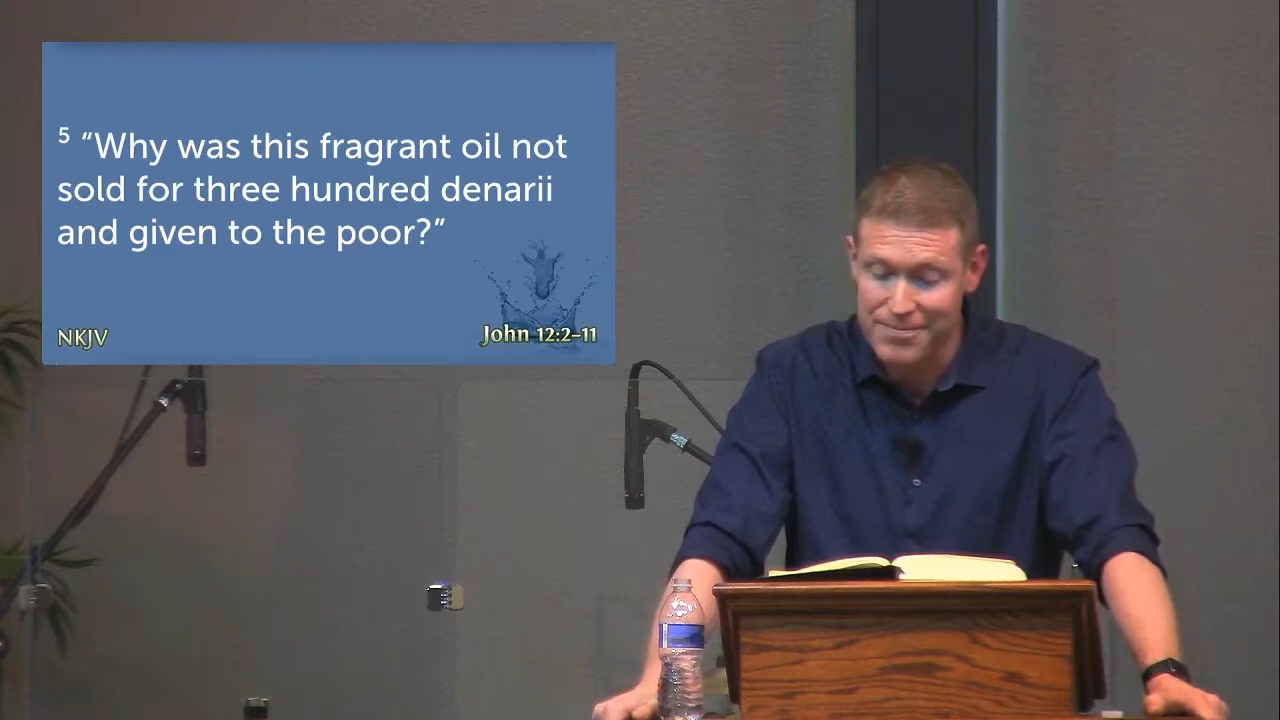 5 “Why was this fragrant oil not
sold for three hundred denarii
and given to the poor?”
NKJV
John 12:2-11